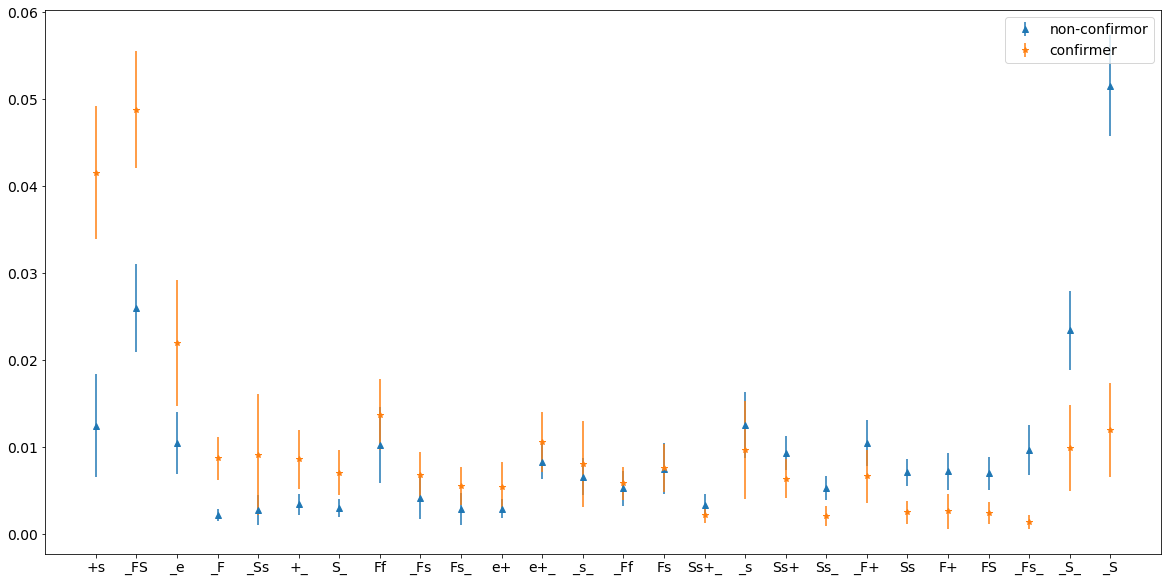 0.06
0.05
0.04
0.03
0.02
0.01
0.00
non-confirmor
confirmer
+s _FS _e _F _Ss +_ S_ Ff _Fs Fs_ e+ e+_ _s_ _Ff Fs Ss+_ _s Ss+ Ss_ _F+ Ss F+ FS _Fs_ _S_ _S